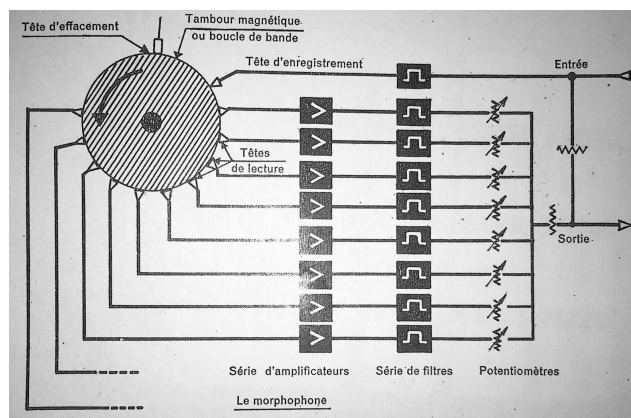 Tête d'effacement
Tambour magnétique
ou boucle de bande
Tête d'enregistrement
Entrée
Têtes
de lecture
Sortie
Série d'amplificateurs
Série de filtres
Potentiomètres
Le morphophone